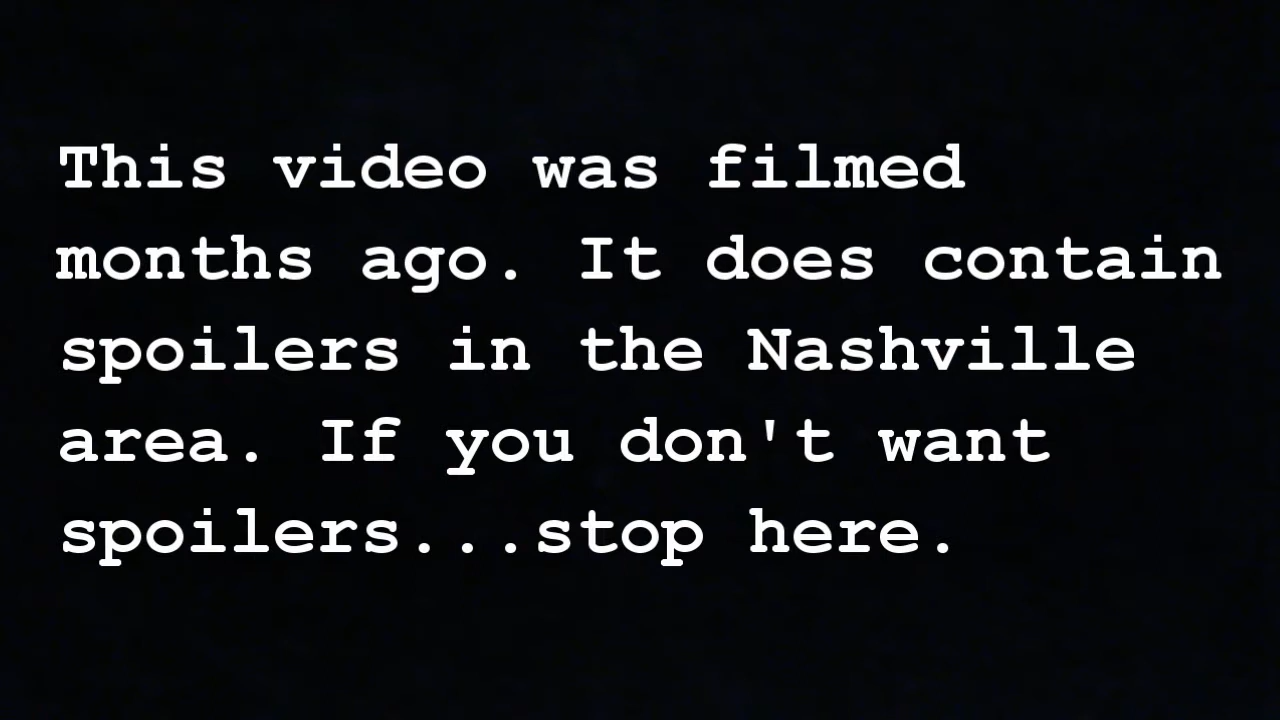 This video was filmed
months ago. It does contain
spoilers in the Nashville
area. If you don't want
spoilers...stop here.